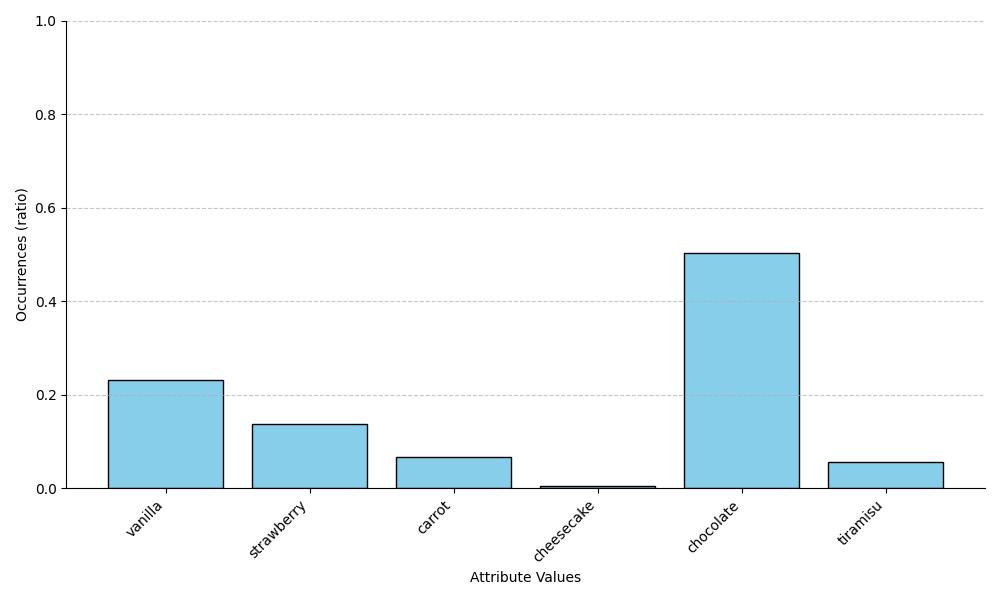 1.0
0.8
0.6
0.4
0.2
0.0
Occurrences (ratio)
vanilla
strawberry
carrot
cheesecake
chocolate
tiramisu
Attribute Values